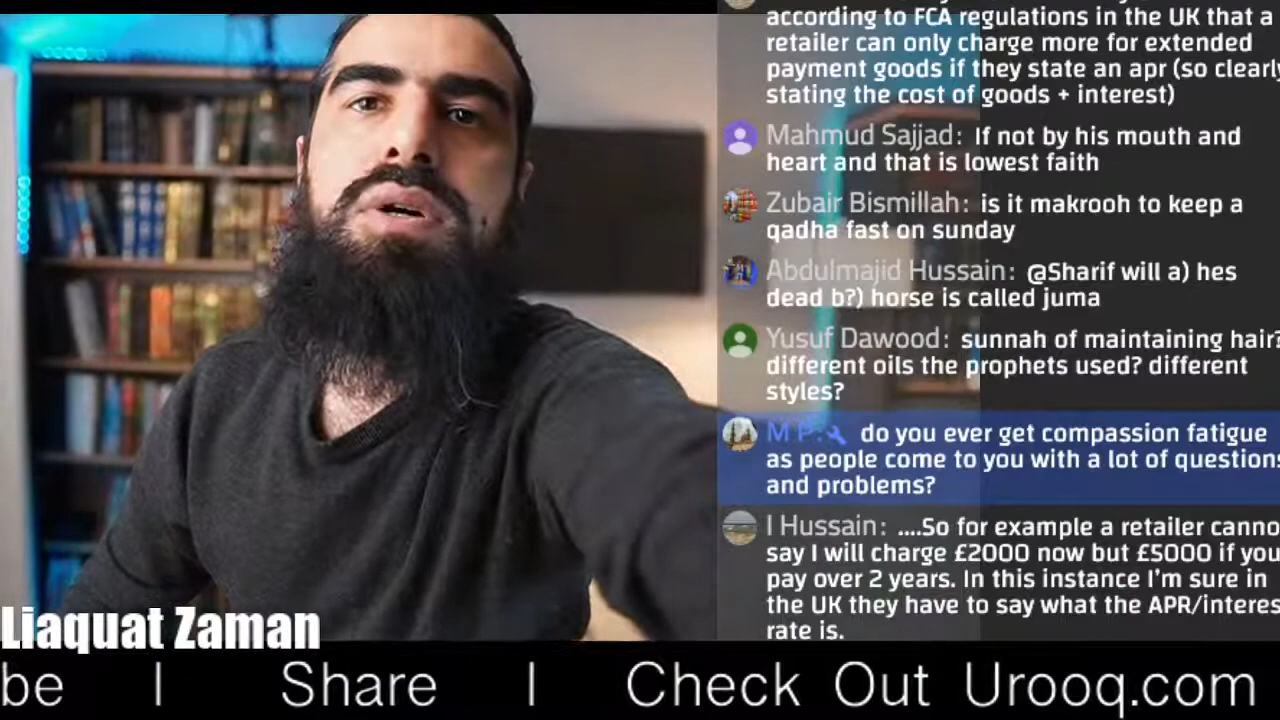 according to FCA regulations in the UK that a
retailer can only charge more for extended
payment goods if they state an apr (so clearly
stating the cost of goods + interest)
Mahmud Sajjad: If not by his mouth and
heart and that is lowest faith
Zubair Bismillah: is it makrooh to keep a
qadha fast on sunday
Abdulmajid Hussain: @Sharif will a) hes
dead b?) horse is called juma
Yusuf Dawood: sunnah of maintaining hair?
different oils the prophets used? different
styles?
M P. do you ever get compassion fatigue
as people come to you with a lot of questions
and problems?
I Hussain: ....So for example a retailer canno
say I will charge £2000 now but £5000 if you
pay over 2 years. In this instance I'm sure in
the UK they have to say what the APR/interes
rate is.
Liaquat Zaman
be | Share | Check Out Urooq.com